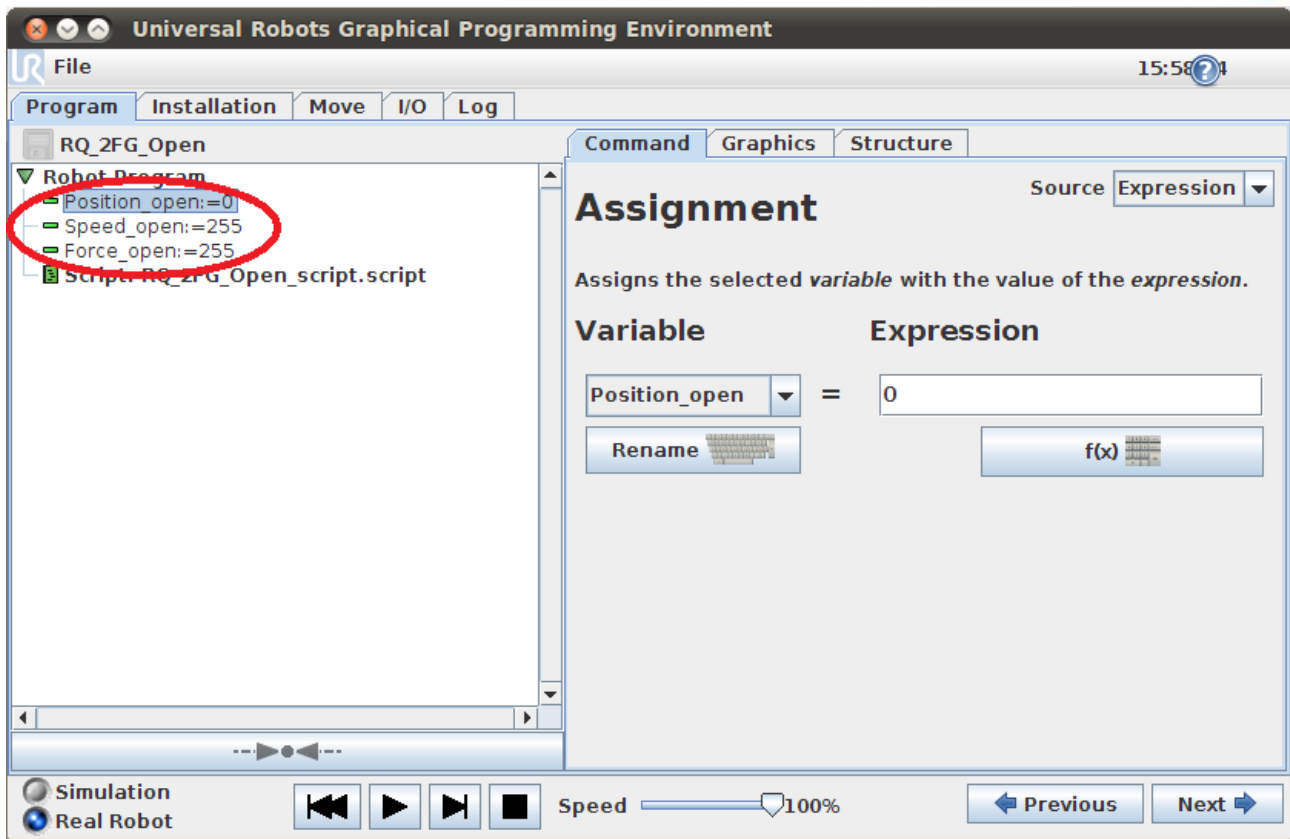 Universal Robots Graphical Programming Environment
UR File
Program Installation Move I/O Log
RQ_2FG_Open
Robot Program
Position_open:=0
Speed_open:=255
Force_open:=255
Script: RQ_2FG_Open_script.script
Command Graphics Structure
Source Expression
Assignment
Assigns the selected variable with the value of the expression.
Variable Expression
Position_open = 0
Rename f(x)
Simulation
Real Robot
Speed 100%
Previous Next